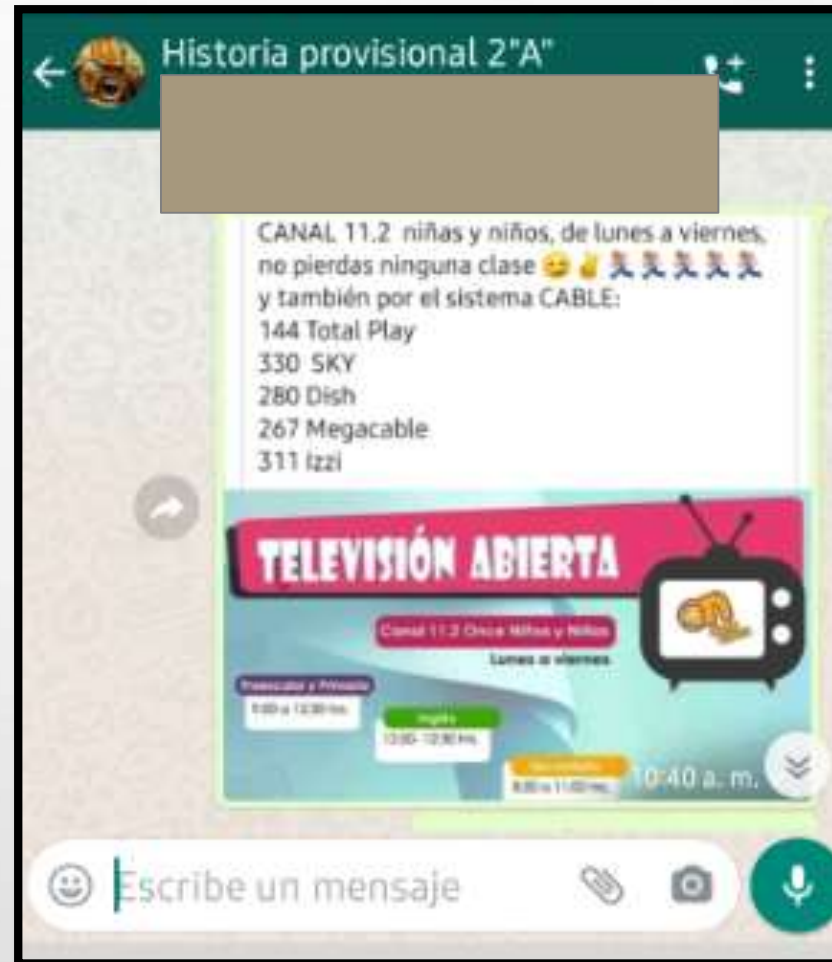 Historia provisional 2"A"
CANAL 11.2 niñas y niños, de lunes a viernes,
no pierdas ninguna clase 😏✌️🏃🏃🏃🏃🏃
y también por el sistema CABLE:
144 Total Play
330 SKY
280 Dish
267 Megacable
311 Izzi
TELEVISIÓN ABIERTA
Canal 11.2 Once Niñas y Niños
Lunes a viernes
Preescolar y Primaria
Inglés
10:40 a. m.
Escribe un mensaje